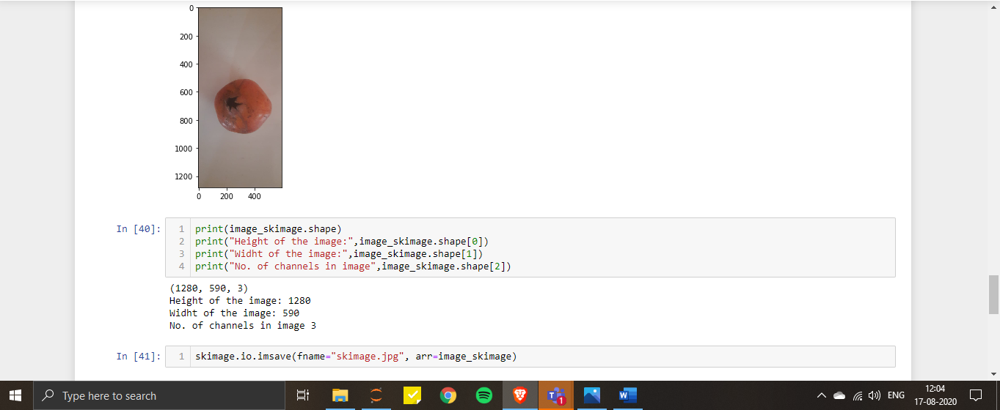 0
200
400
600
800
1000
1200
0 200 400
In [40]:
1 print(image_skimage.shape)
2 print("Height of the image:",image_skimage.shape[0])
3 print("Widht of the image:",image_skimage.shape[1])
4 print("No. of channels in image",image_skimage.shape[2])
(1280, 590, 3)
Height of the image: 1280
Widht of the image: 590
No. of channels in image 3
In [41]:
1 skimage.io.imsave(fname="skimage.jpg", arr=image_skimage)
Type here to search
T
1
W
ENG
12:04
17-08-2020